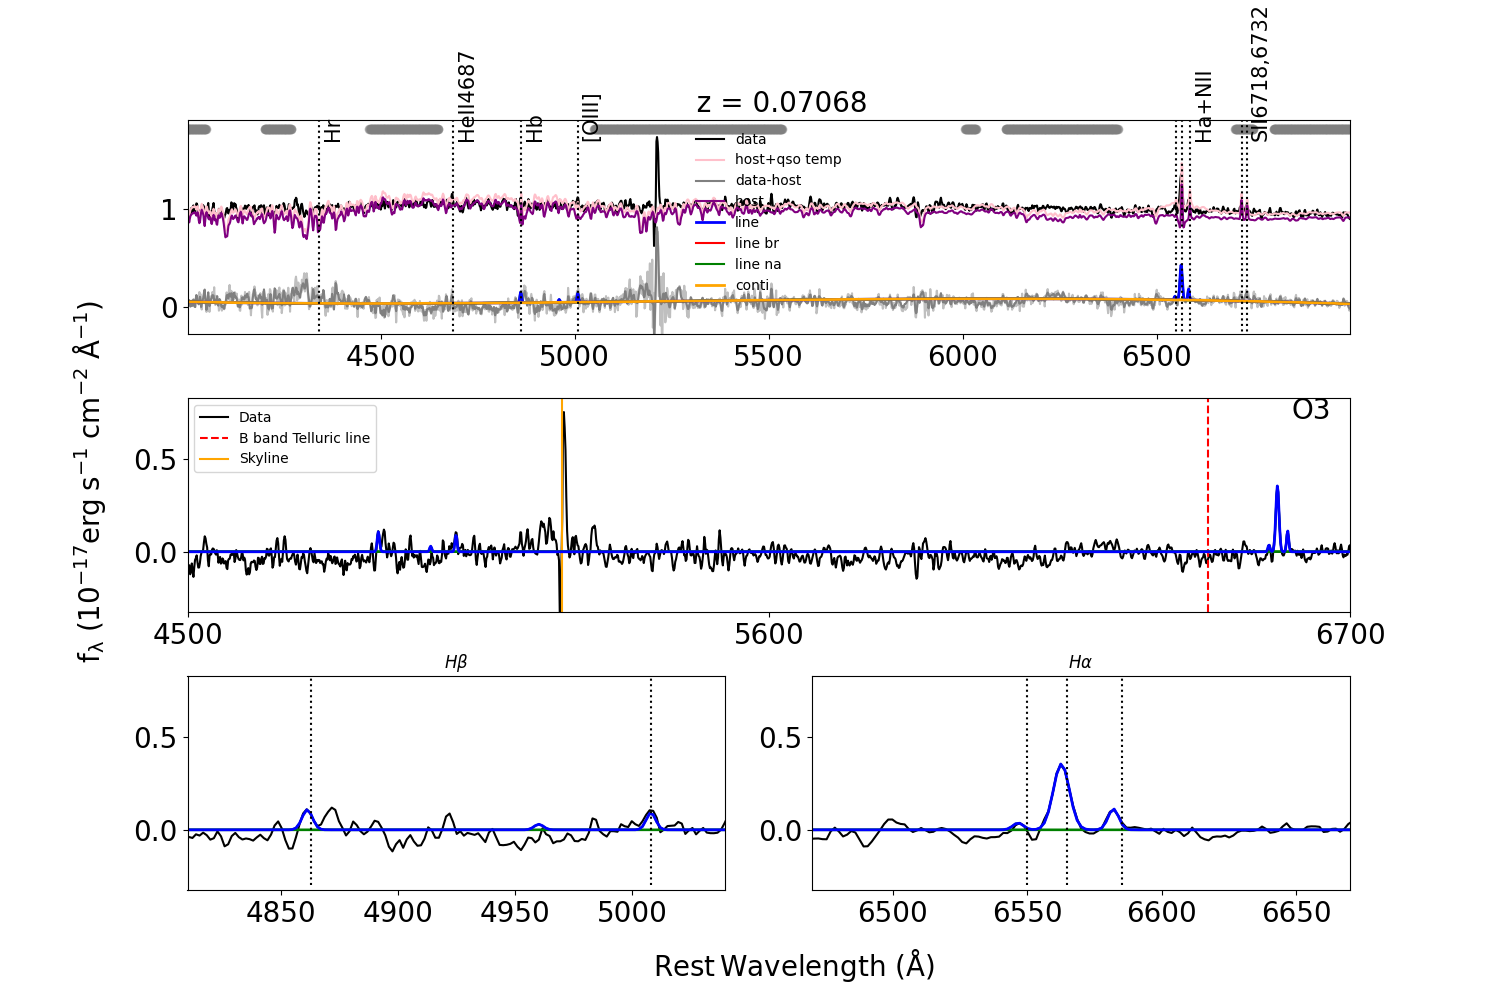 z = 0.07068
Hr
HeII4687
Hb
[OIII]
Ha+NII
SII6718,6732
data
host+qso temp
data-host
host
line
line br
line na
conti
1
0
4500
5000
5500
6000
6500
f_λ (10^{-17}erg s^{-1} cm^{-2} Å^{-1})
O3
Data
B band Telluric line
Skyline
0.5
0.0
4500
5600
6700
Hβ
0.5
0.0
4850
4900
4950
5000
Hα
0.5
0.0
6500
6550
6600
6650
Rest Wavelength (Å)